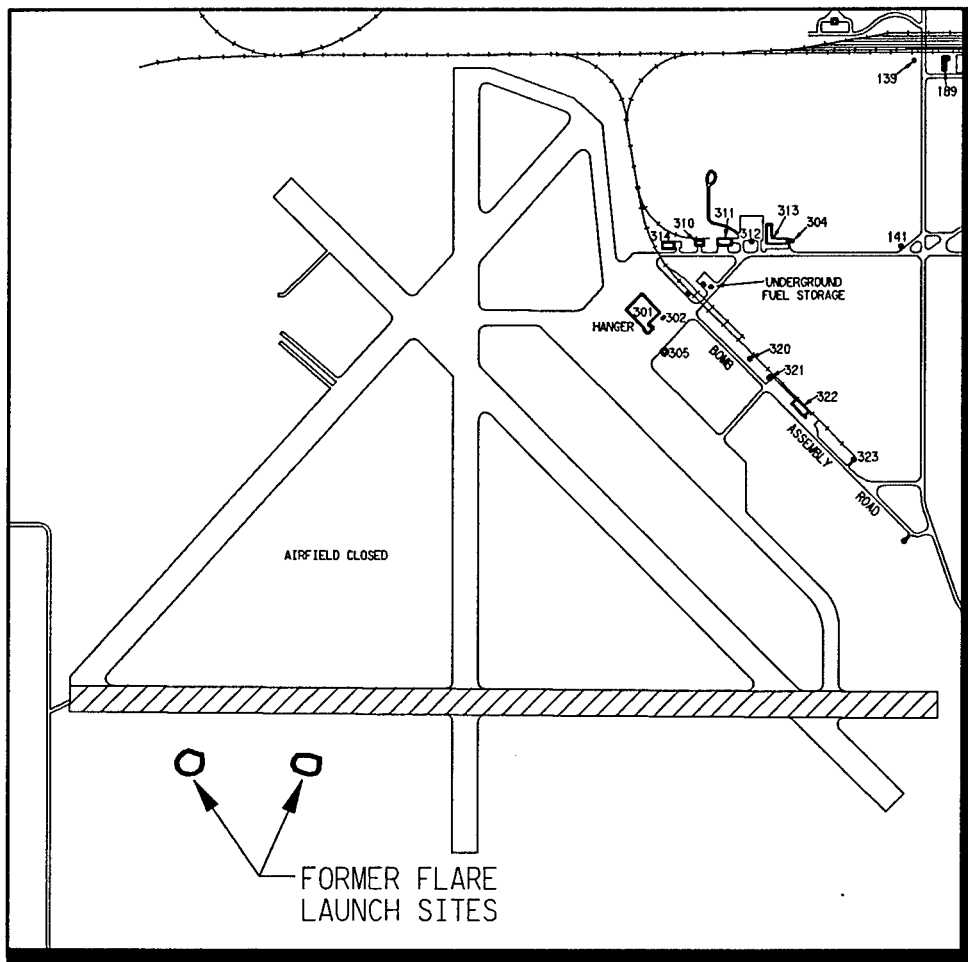 139
189
313
311
310
304
314
312
141
UNDERGROUND
FUEL STORAGE
301
302
HANGER
305
BOMB
320
321
322
ASSEMBLY
323
ROAD
AIRFIELD CLOSED
FORMER FLARE
LAUNCH SITES